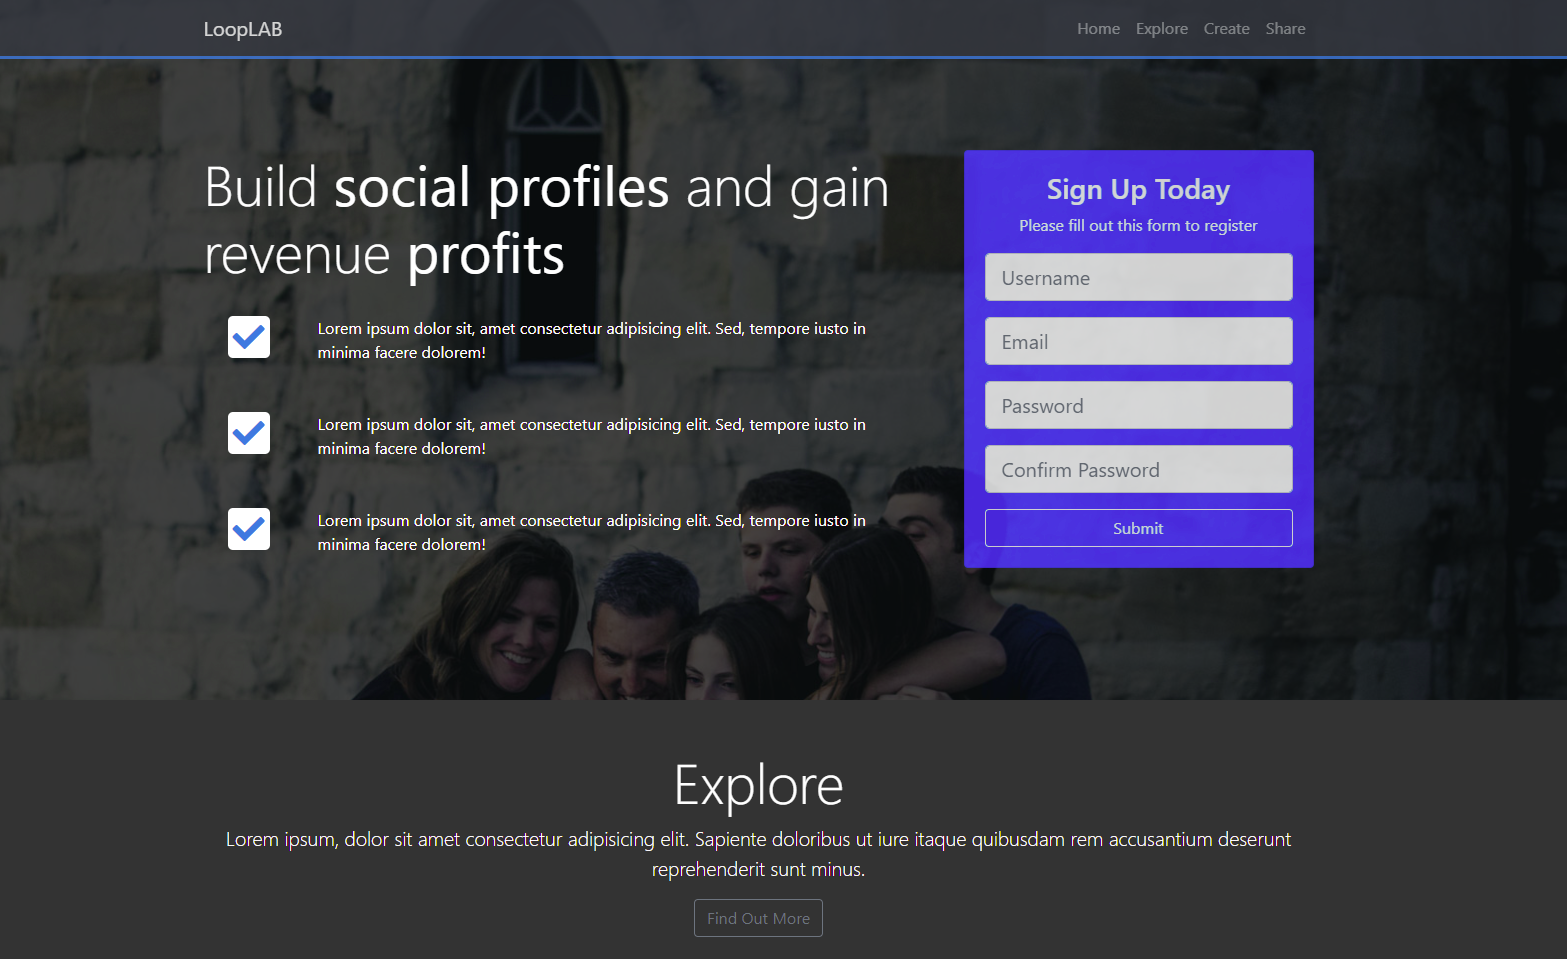 LoopLAB
Home Explore Create Share
Build social profiles and gain
revenue profits
Lorem ipsum dolor sit, amet consectetur adipisicing elit. Sed, tempore iusto in
minima facere dolorem!
Lorem ipsum dolor sit, amet consectetur adipisicing elit. Sed, tempore iusto in
minima facere dolorem!
Lorem ipsum dolor sit, amet consectetur adipisicing elit. Sed, tempore iusto in
minima facere dolorem!
Sign Up Today
Please fill out this form to register
Username
Email
Password
Confirm Password
Submit
Explore
Lorem ipsum, dolor sit amet consectetur adipisicing elit. Sapiente doloribus ut iure itaque quibusdam rem accusantium deserunt
reprehenderit sunt minus.
Find Out More